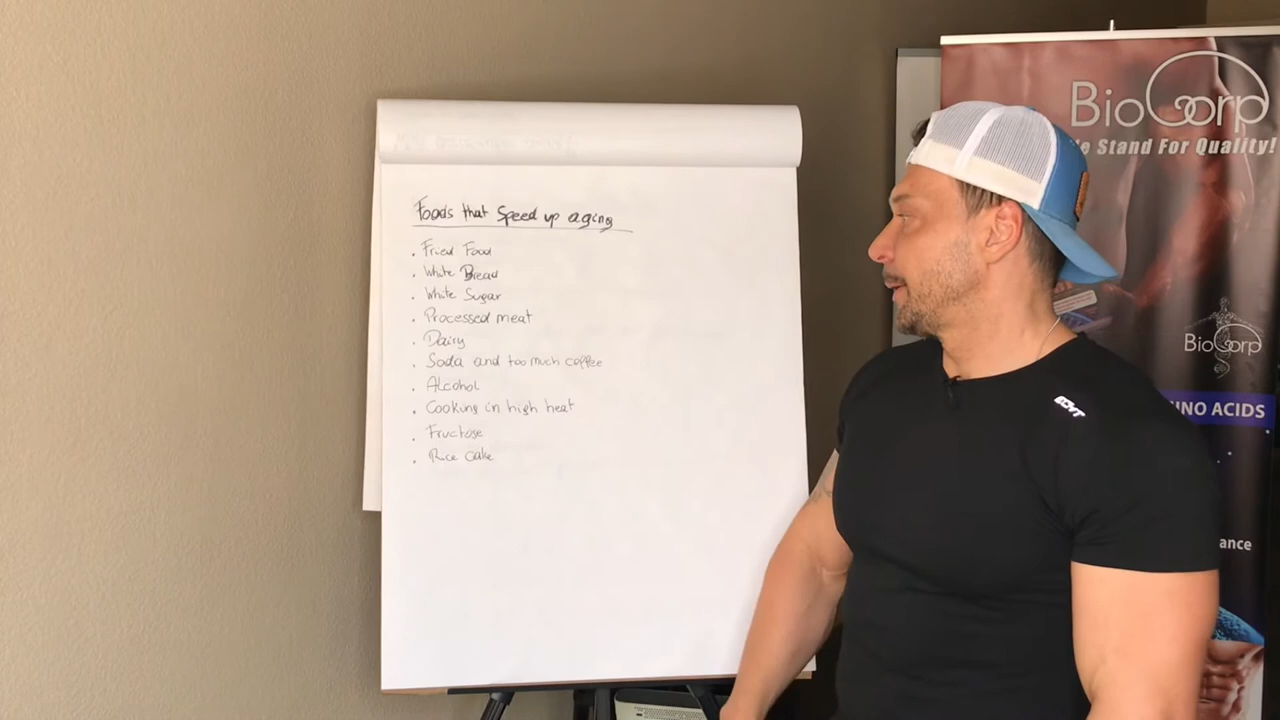 Foods that Speed up aging
. Fried Food
. White Bread
. White Sugar
. Processed meat
. Dairy
. Soda and too much coffee
. Alcohol
. Cooking in high heat
. Fructose
. Rice Cake
BioCorp
We Stand For Quality!
BioCorp
INO ACIDS
ance